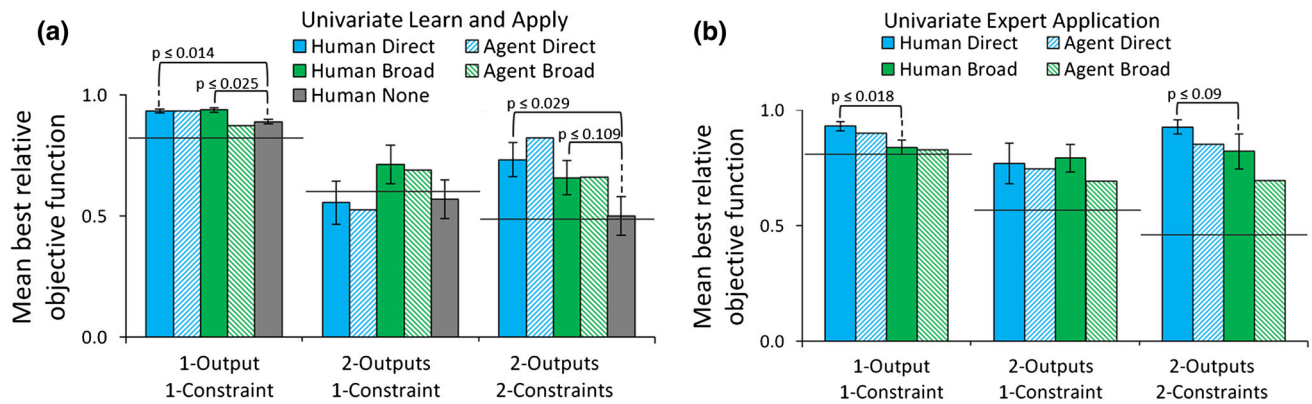 (a)
Univariate Learn and Apply
Human Direct
Agent Direct
Human Broad
Agent Broad
Human None
p ≤ 0.014
p ≤ 0.025
p ≤ 0.029
p ≤ 0.109
Mean best relative
objective function
1.0
0.5
0.0
1-Output
1-Constraint
2-Outputs
1-Constraint
2-Outputs
2-Constraints
(b)
Univariate Expert Application
Human Direct
Agent Direct
Human Broad
Agent Broad
p ≤ 0.018
p ≤ 0.09
Mean best relative
objective function
1.0
0.5
0.0
1-Output
1-Constraint
2-Outputs
1-Constraint
2-Outputs
2-Constraints